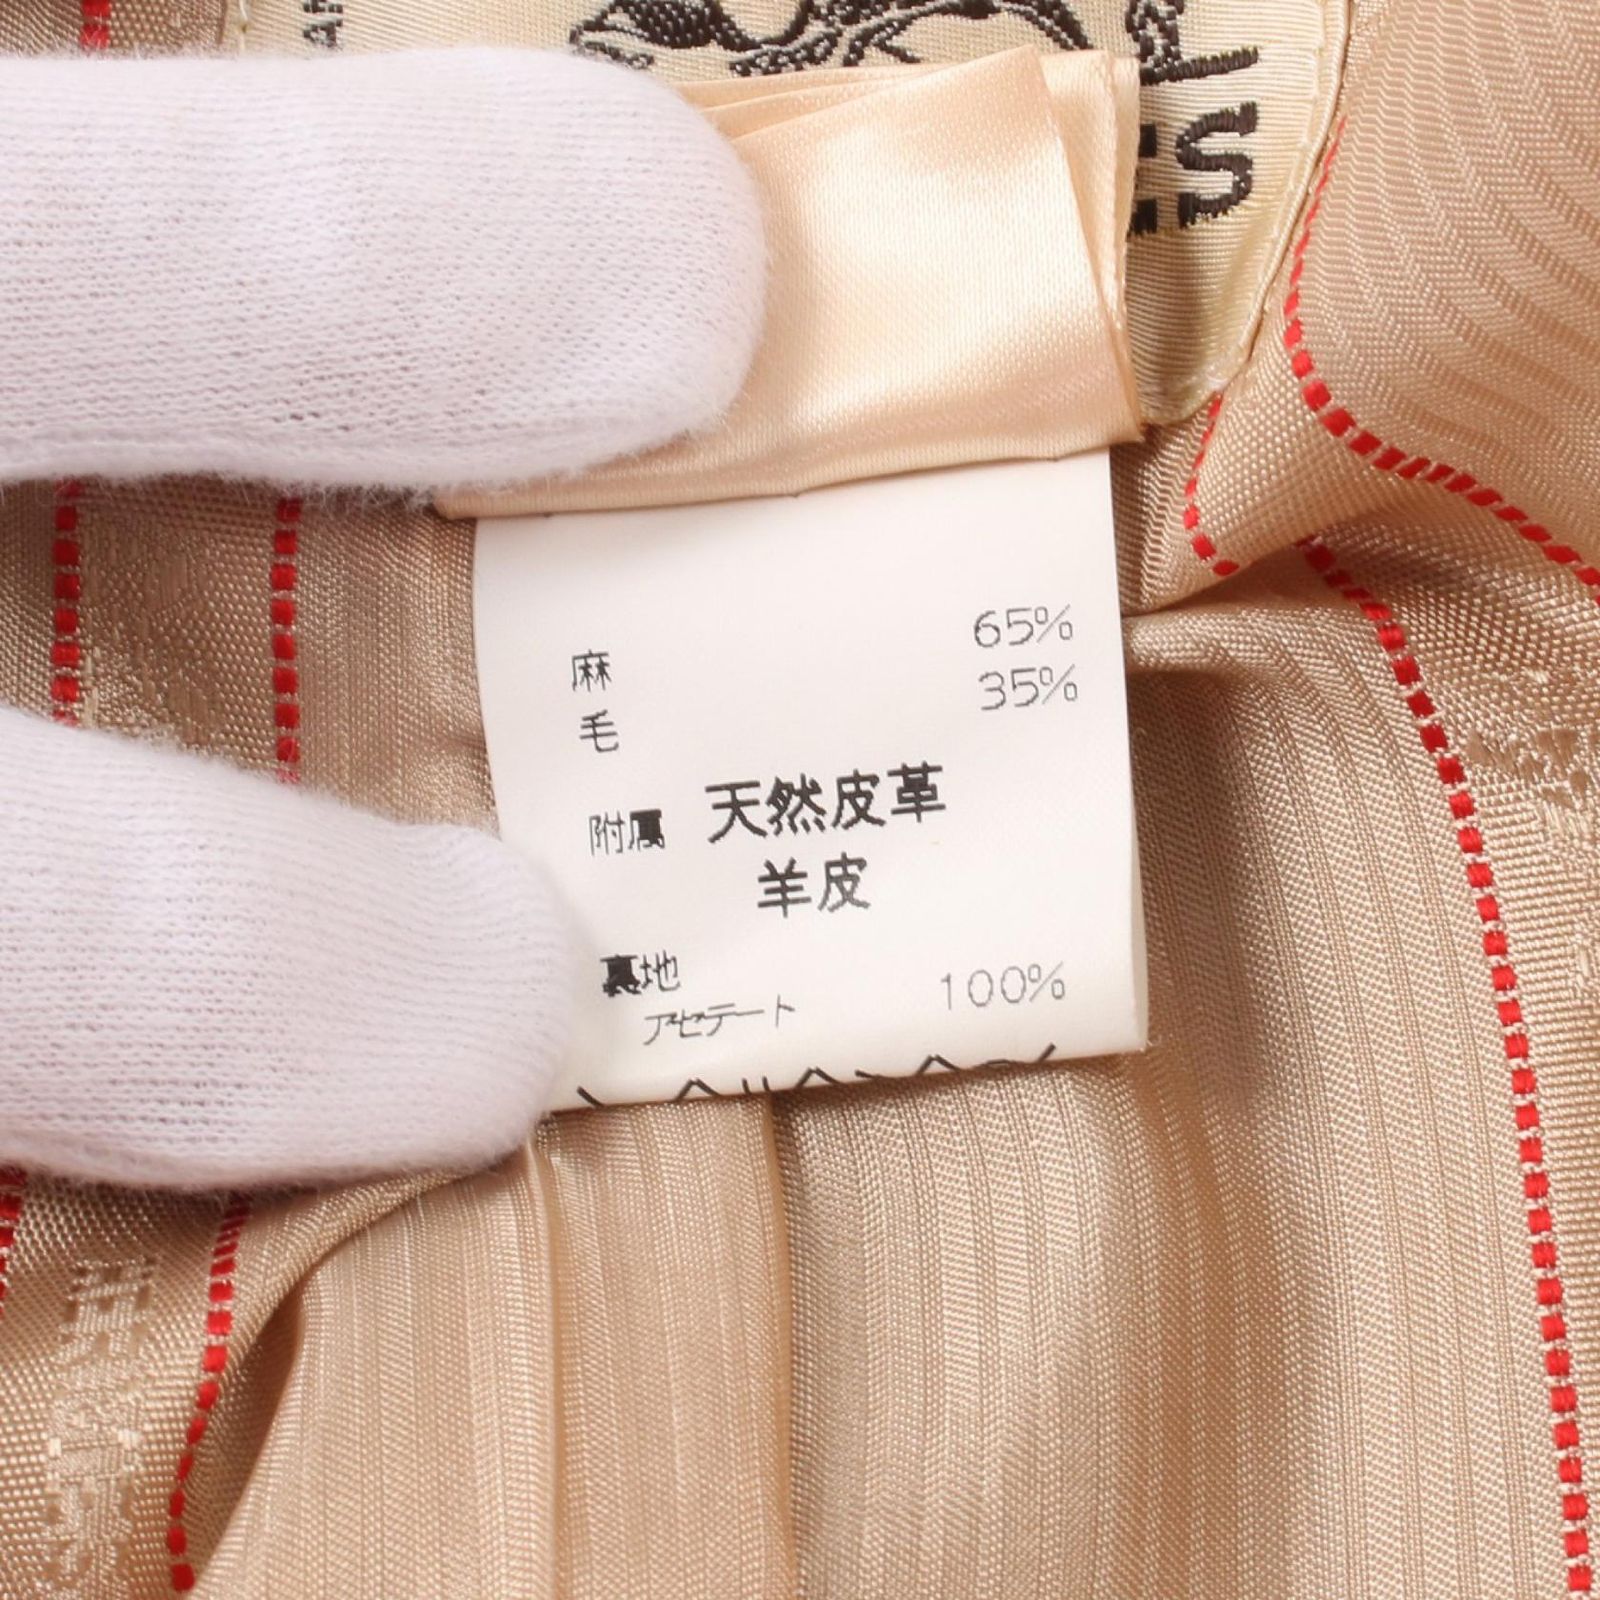 麻 65%
毛 35%
附属 天然皮革
羊皮
裏地
アセテート 100%